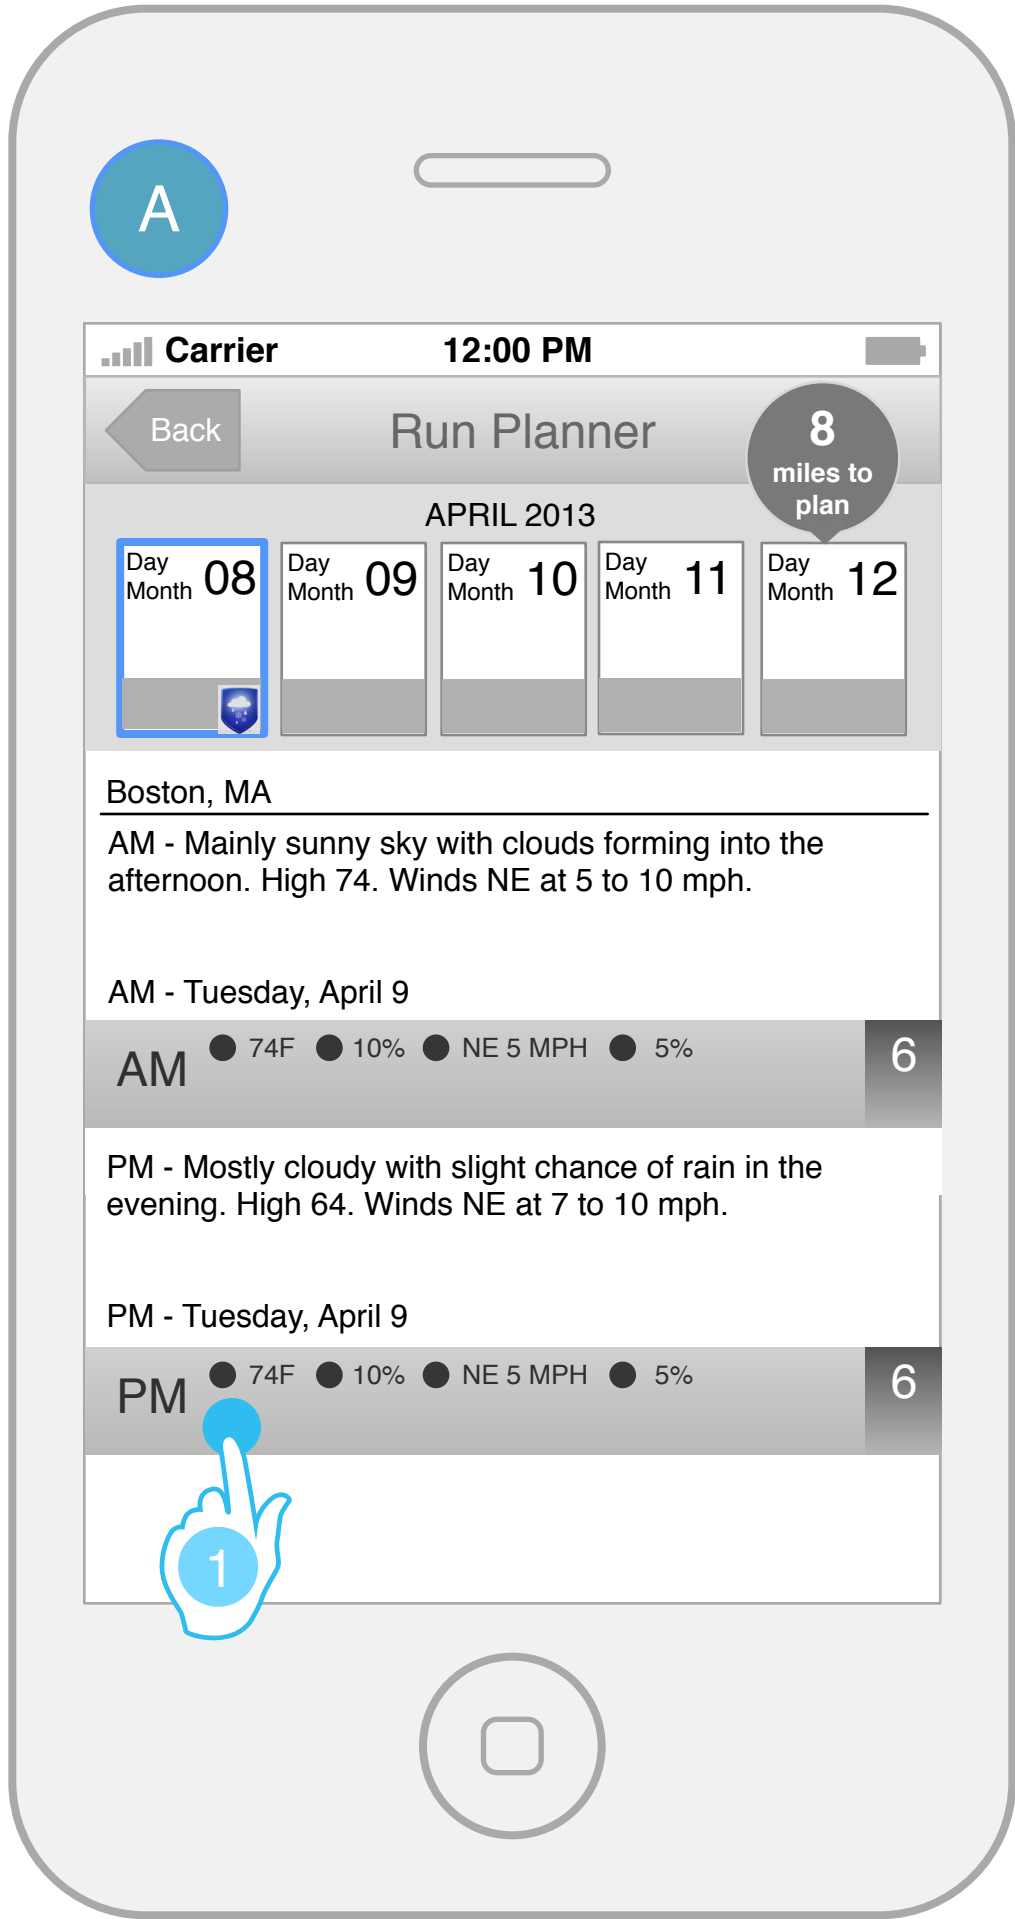 A
Carrier 12:00 PM
Back Run Planner 8
miles to
plan
APRIL 2013
Day
Month 08
Day
Month 09
Day
Month 10
Day
Month 11
Day
Month 12
Boston, MA
AM - Mainly sunny sky with clouds forming into the
afternoon. High 74. Winds NE at 5 to 10 mph.
AM - Tuesday, April 9
AM 74F 10% NE 5 MPH 5% 6
PM - Mostly cloudy with slight chance of rain in the
evening. High 64. Winds NE at 7 to 10 mph.
PM - Tuesday, April 9
PM 74F 10% NE 5 MPH 5% 6
1